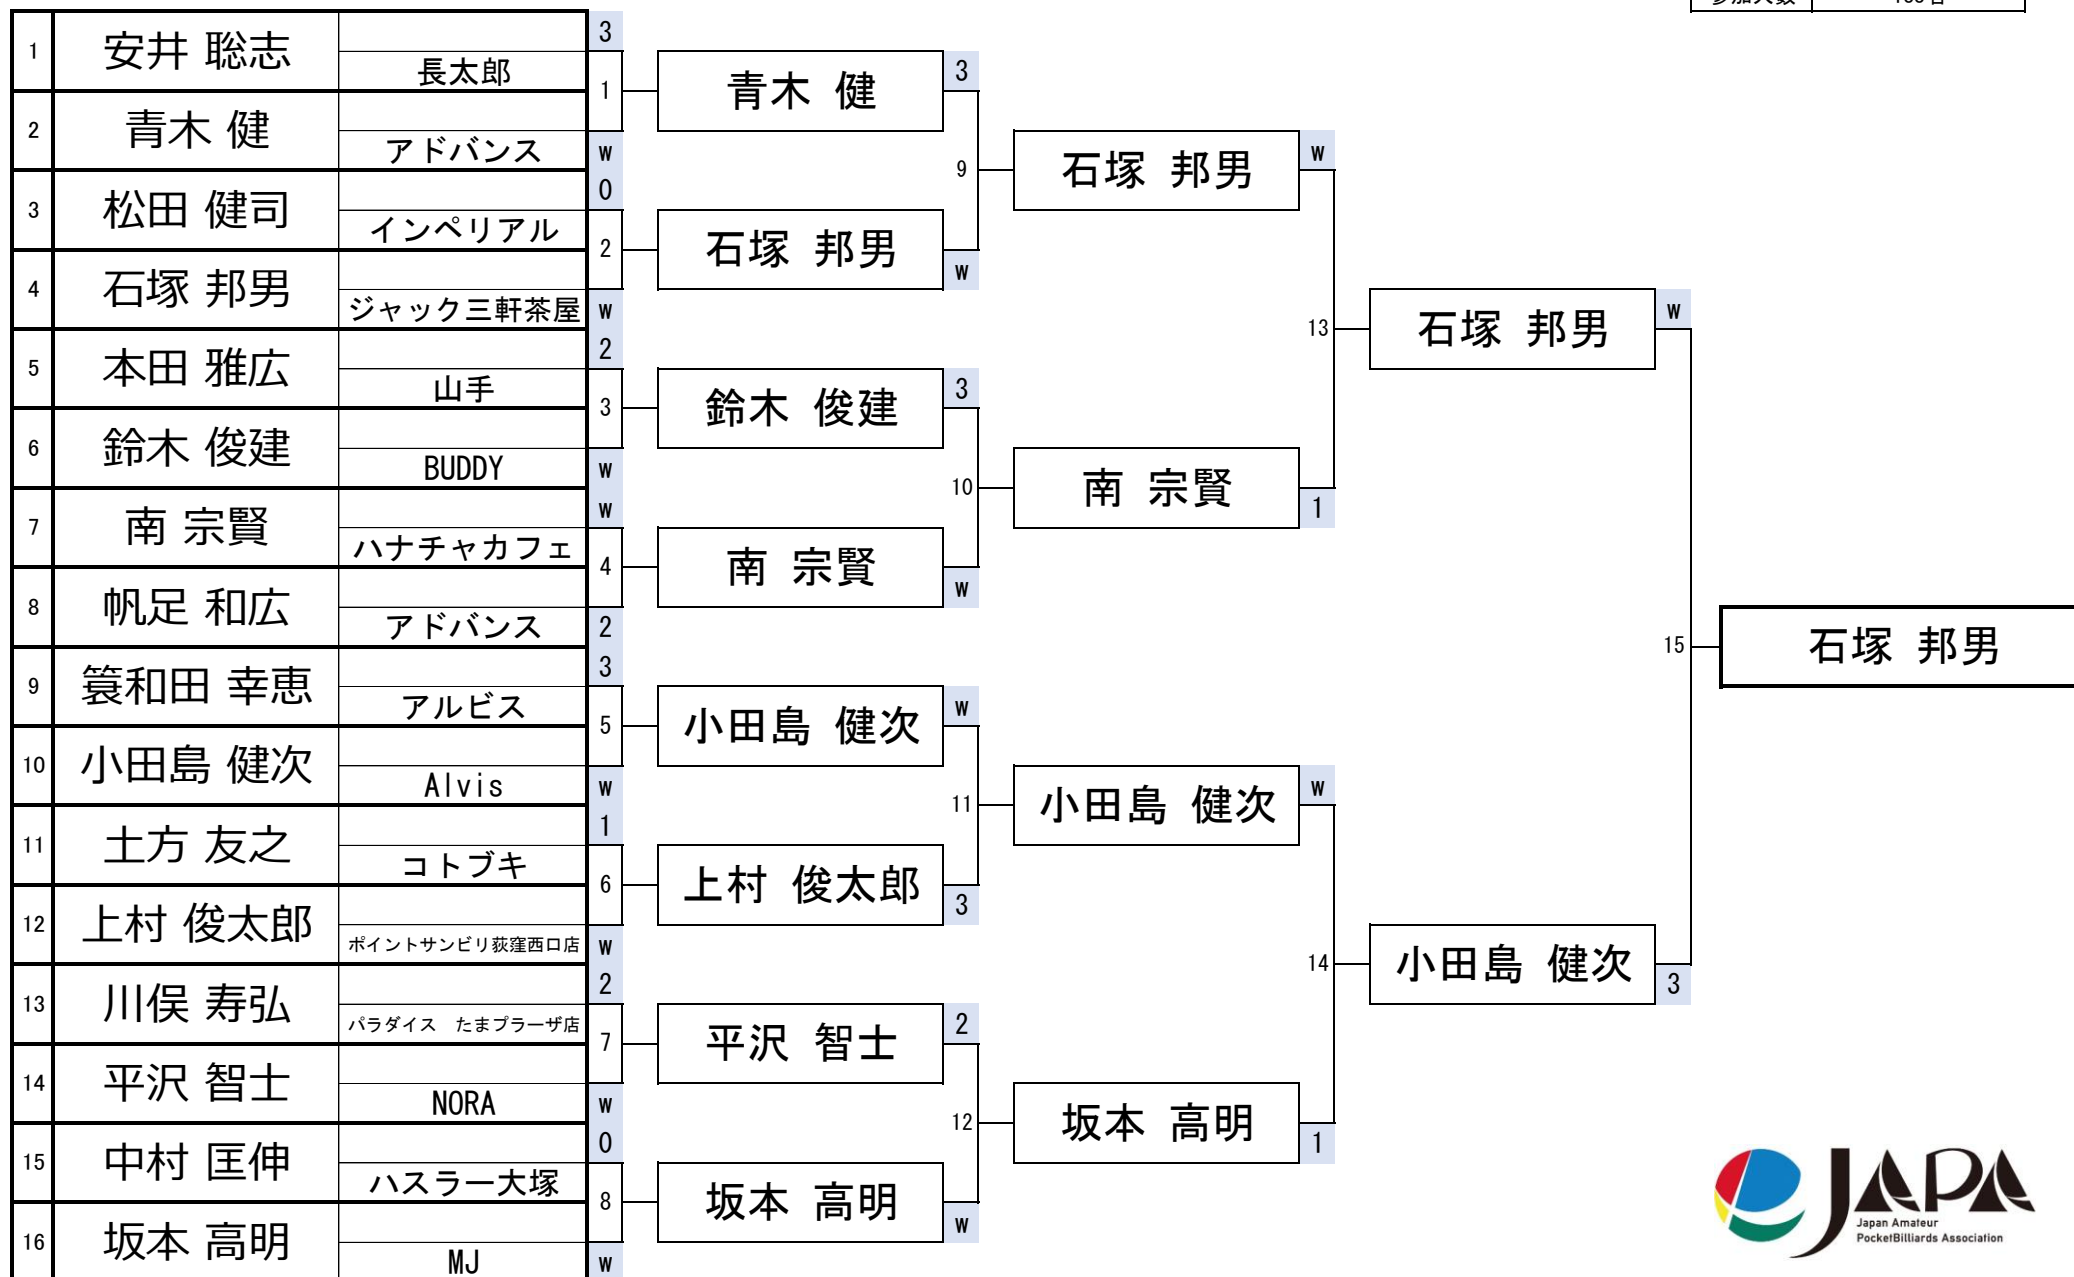 1 安井 聡志 長太郎 3
2 青木 健 アドバンス W
3 松田 健司 インペリアル 0
4 石塚 邦男 ジャック三軒茶屋 W
5 本田 雅広 山手 2
6 鈴木 俊建 BUDDY W
7 南 宗賢 ハナチャカフェ W
8 帆足 和広 アドバンス 2
9 簑和田 幸恵 アルビス 3
10 小田島 健次 Alvis W
11 土方 友之 コトブキ 1
12 上村 俊太郎 ポイントサンビリ荻窪西口店 W
13 川俣 寿弘 パラダイス　たまプラーザ店 2
14 平沢 智士 NORA W
15 中村 匡伸 ハスラー大塚 0
16 坂本 高明 MJ W
1 青木 健 3
2 石塚 邦男 W
3 鈴木 俊建 3
4 南 宗賢 W
5 小田島 健次 W
6 上村 俊太郎 3
7 平沢 智士 2
8 坂本 高明 W
9 石塚 邦男 W
10 南 宗賢 1
11 小田島 健次 W
12 坂本 高明 1
13 石塚 邦男 W
14 小田島 健次 3
15 石塚 邦男
JAPA
Japan Amateur
PocketBilliards Association